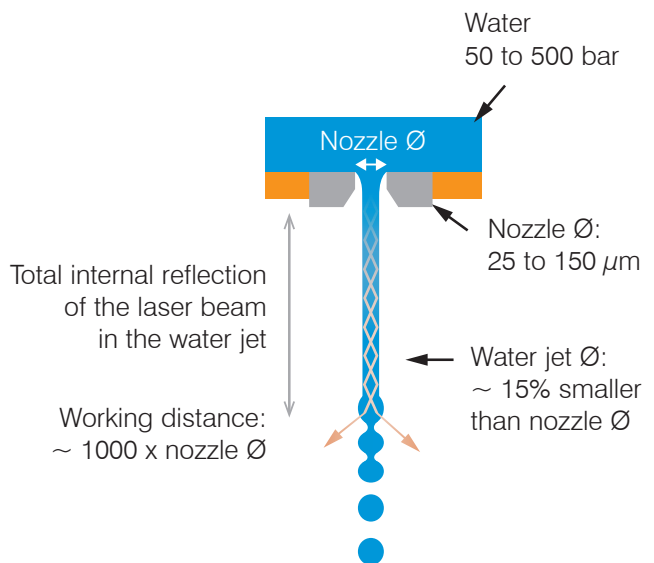 Water
50 to 500 bar
Nozzle Ø
Nozzle Ø:
25 to 150 µm
Total internal reflection
of the laser beam
in the water jet
Water jet Ø:
~ 15% smaller
than nozzle Ø
Working distance:
~ 1000 x nozzle Ø